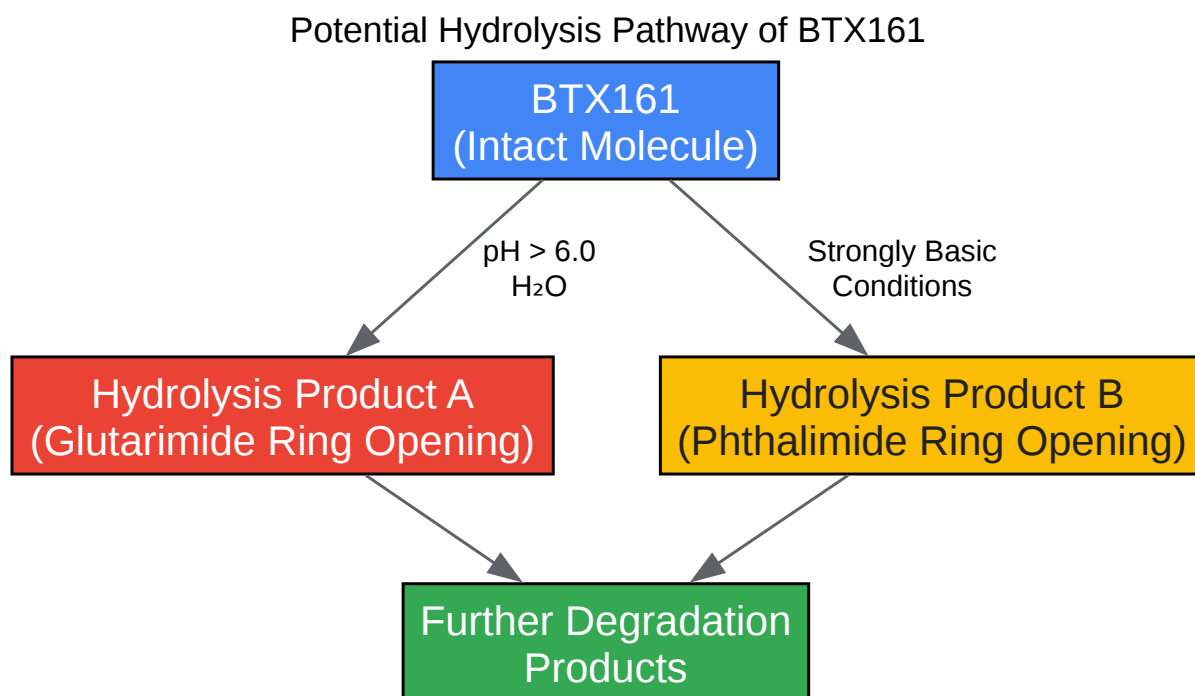 Potential Hydrolysis Pathway of BTX161
BTX161
(Intact Molecule)
pH > 6.0
H₂O
Strongly Basic
Conditions
Hydrolysis Product A
(Glutarimide Ring Opening)
Hydrolysis Product B
(Phthalimide Ring Opening)
Further Degradation
Products